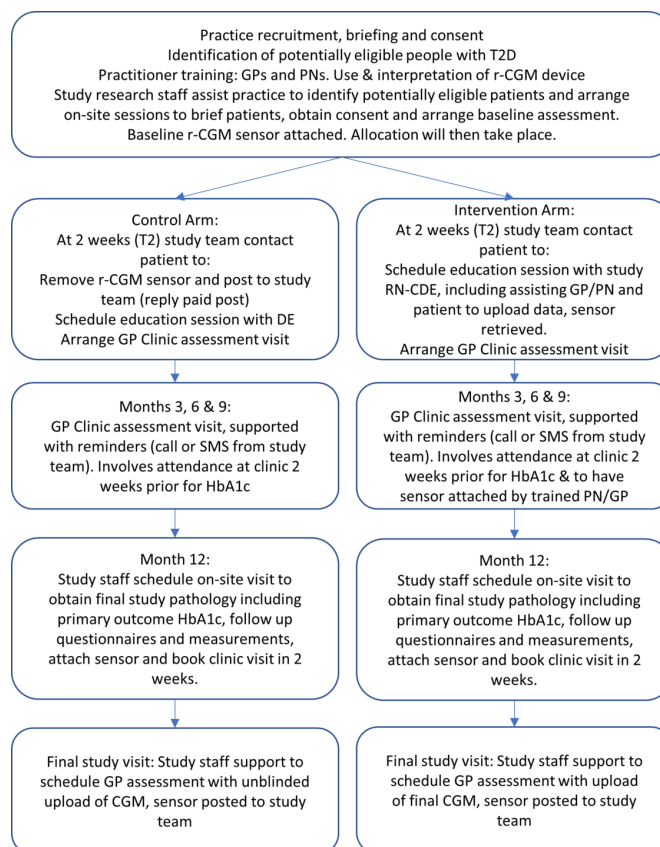 Practice recruitment, briefing and consent
Identification of potentially eligible people with T2D
Practitioner training: GPs and PNs. Use & interpretation of r-CGM device
Study research staff assist practice to identify potentially eligible patients and arrange
on-site sessions to brief patients, obtain consent and arrange baseline assessment.
Baseline r-CGM sensor attached. Allocation will then take place.
Control Arm:
At 2 weeks (T2) study team contact
patient to:
Remove r-CGM sensor and post to study
team (reply paid post)
Schedule education session with DE
Arrange GP Clinic assessment visit
Intervention Arm:
At 2 weeks (T2) study team contact
patient to:
Schedule education session with study
RN-CDE, including assisting GP/PN and
patient to upload data, sensor
retrieved.
Arrange GP Clinic assessment visit
Months 3, 6 & 9:
GP Clinic assessment visit, supported
with reminders (call or SMS from study
team). Involves attendance at clinic 2
weeks prior for HbA1c
Months 3, 6 & 9:
GP Clinic assessment visit, supported
with reminders (call or SMS from study
team). Involves attendance at clinic 2
weeks prior for HbA1c & to have
sensor attached by trained PN/GP
Month 12:
Study staff schedule on-site visit to
obtain final study pathology including
primary outcome HbA1c, follow up
questionnaires and measurements,
attach sensor and book clinic visit in 2
weeks.
Month 12:
Study staff schedule on-site visit to
obtain final study pathology including
primary outcome HbA1c, follow up
questionnaires and measurements,
attach sensor and book clinic visit in 2
weeks.
Final study visit: Study staff support to
schedule GP assessment with unblinded
upload of CGM, sensor posted to study
team
Final study visit: Study staff support to
schedule GP assessment with upload
of final CGM, sensor posted to study
team